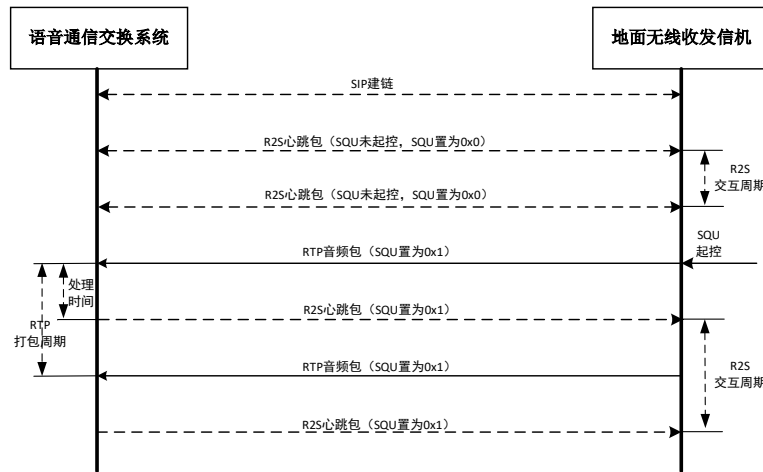 语音通信交换系统
地面无线收发信机
SIP建链
R2S心跳包（SQU未起控，SQU置为0x0）
R2S
交互周期
R2S心跳包（SQU未起控，SQU置为0x0）
SQU
起控
RTP音频包（SQU置为0x1）
处理
时间
R2S心跳包（SQU置为0x1）
RTP
打包周期
RTP音频包（SQU置为0x1）
R2S
交互周期
R2S心跳包（SQU置为0x1）